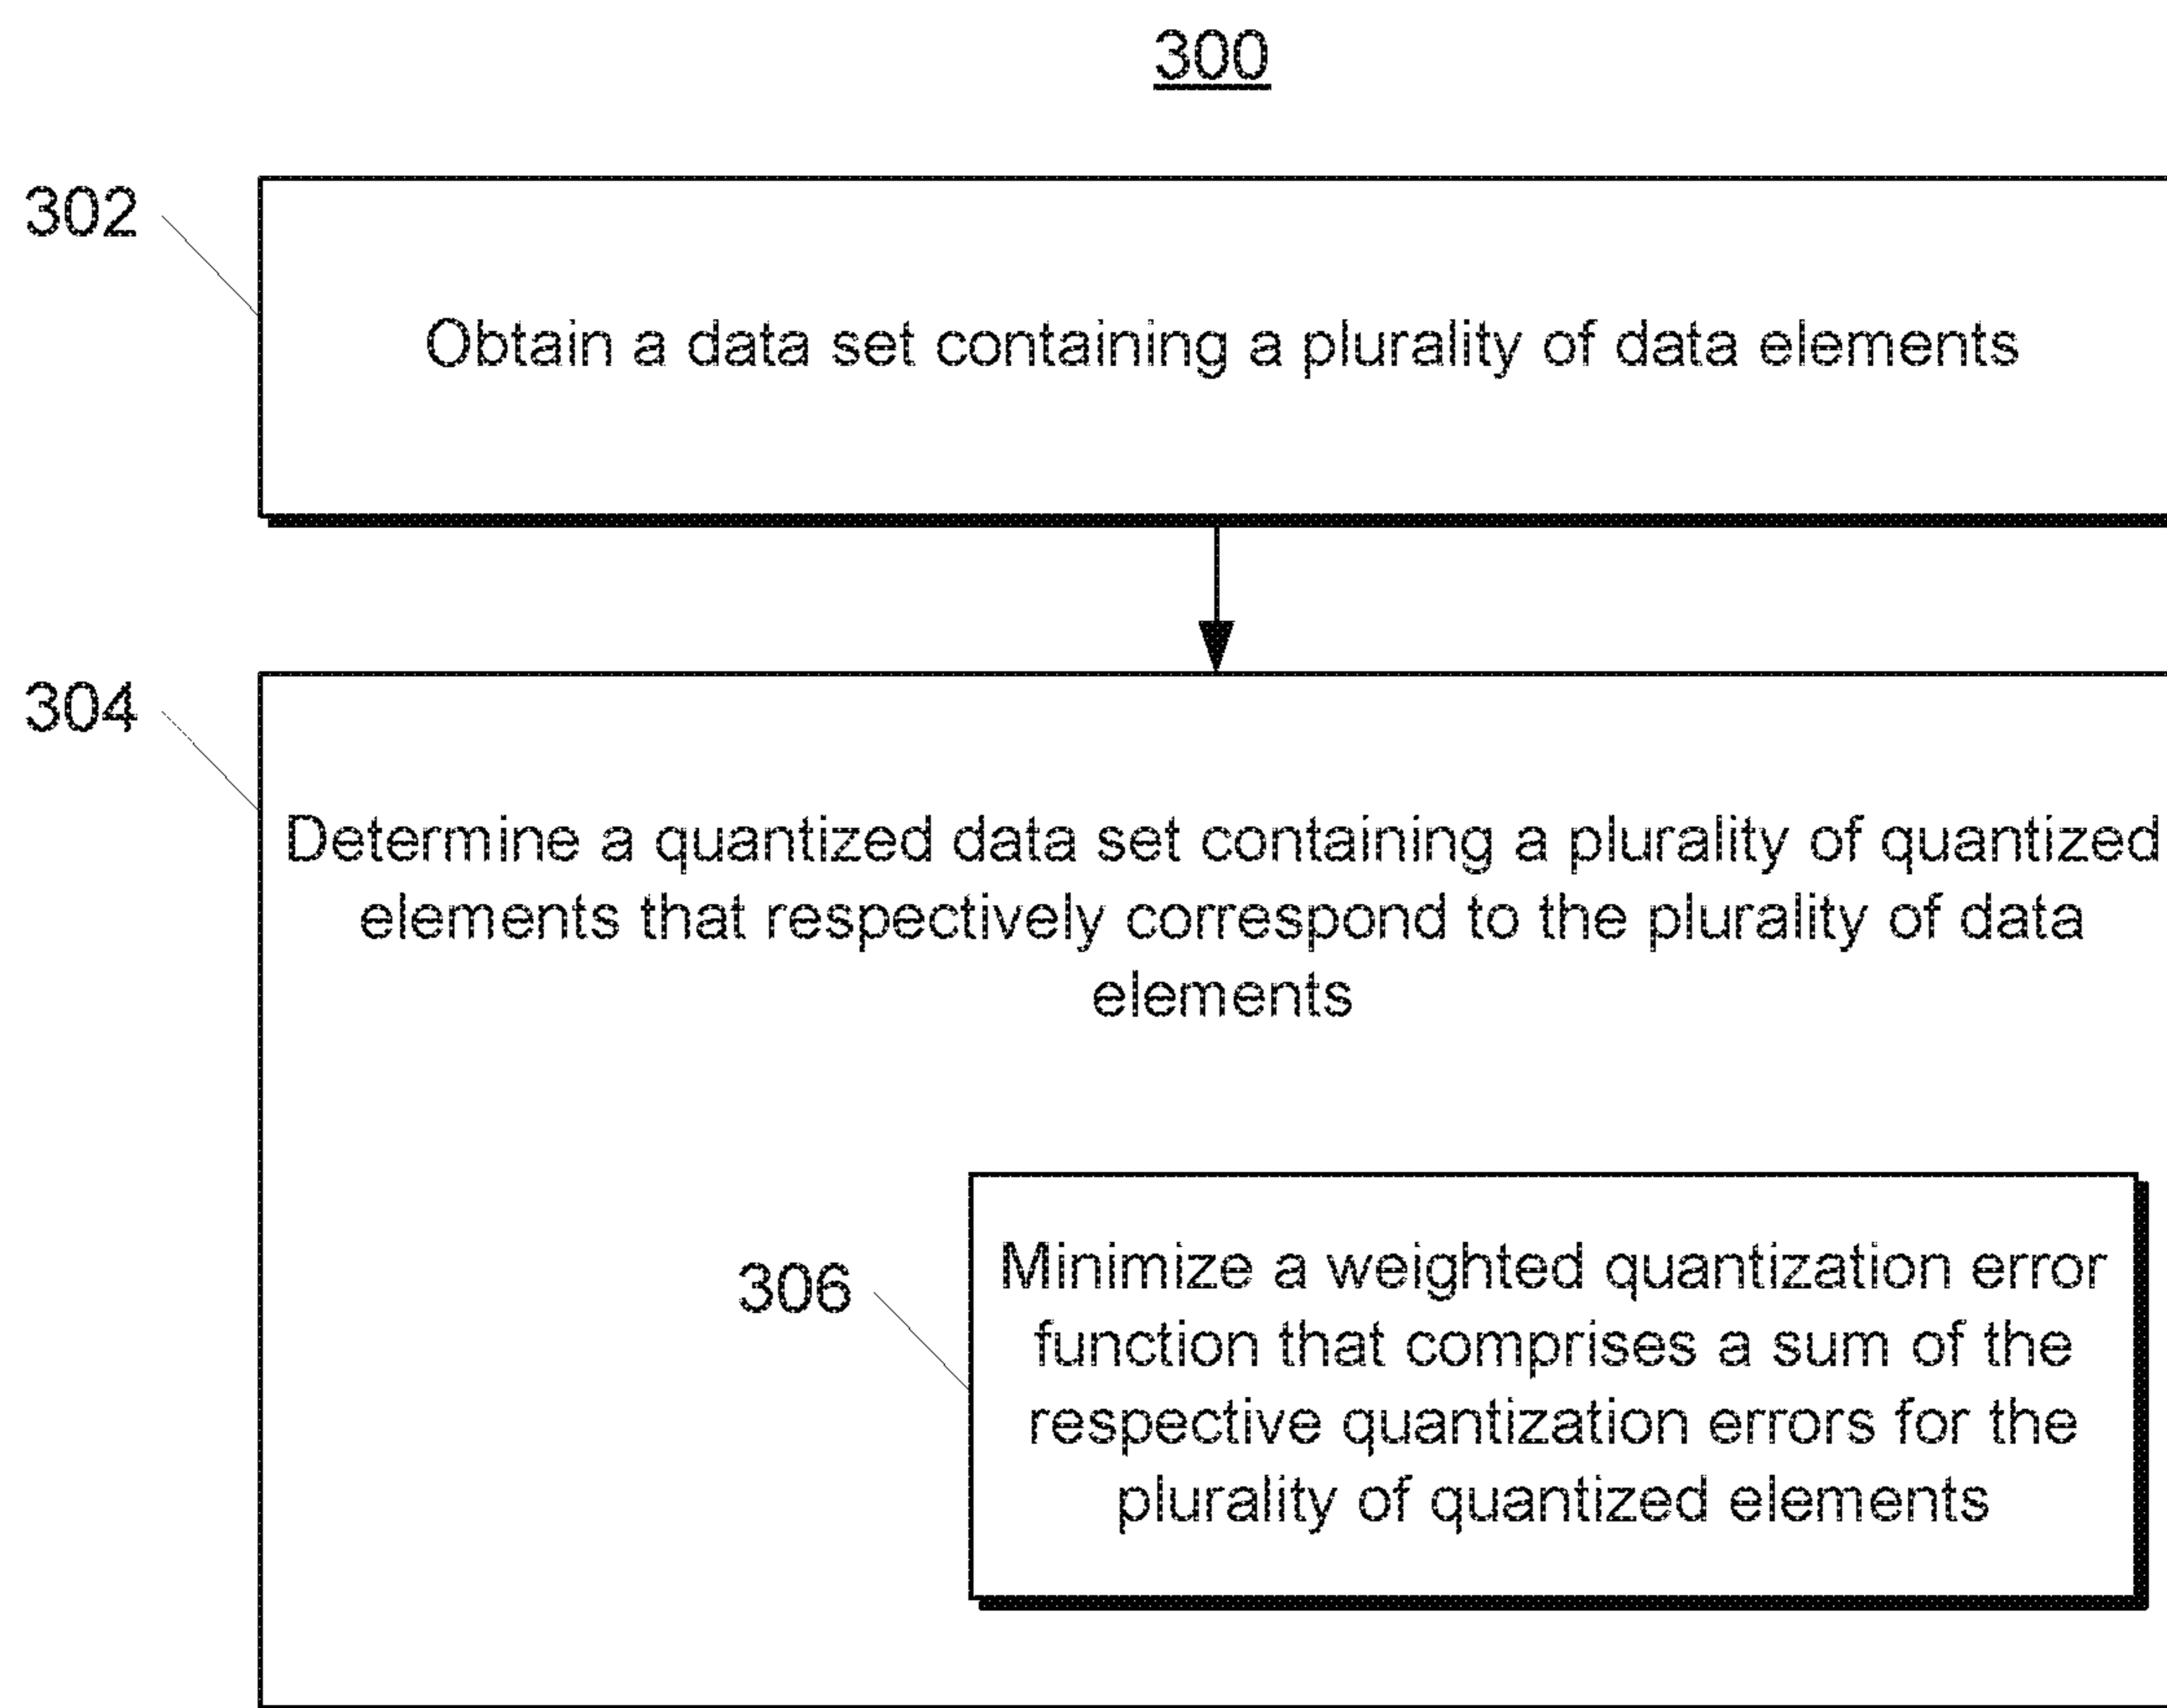 300
302
Obtain a data set containing a plurality of data elements
304
Determine a quantized data set containing a plurality of quantized
elements that respectively correspond to the plurality of data
elements
306
Minimize a weighted quantization error
function that comprises a sum of the
respective quantization errors for the
plurality of quantized elements